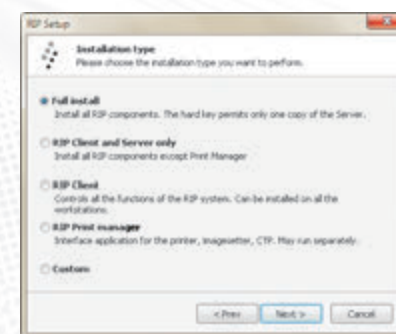 RIP Setup
Installation type
Please choose the installation type you want to perform.
Full install
Install all RIP components. The hard key permits only one copy of the Server.
RIP Client and Server only
Install all RIP components except Print Manager
RIP Client
Controls all the functions of the RIP system. Can be installed on all the
workstations.
RIP Print manager
Interface application for the printer, imagesetter, CTP. May run separately.
Custom
< Prev
Next >
Cancel